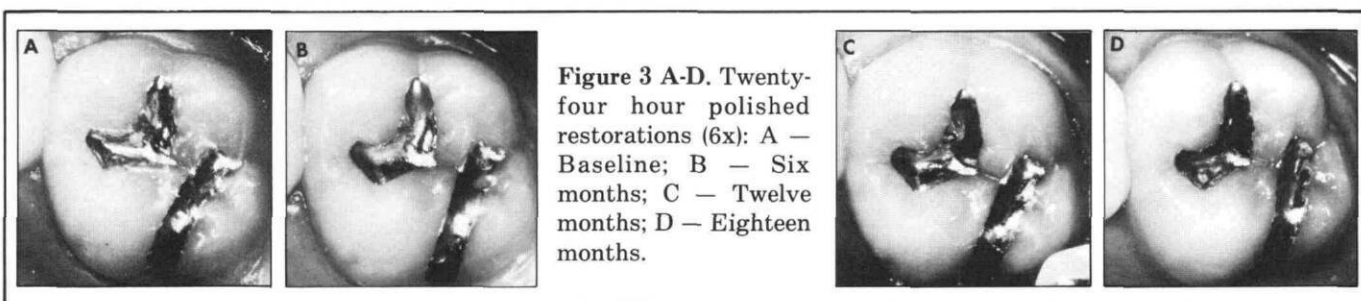 A
B
Figure 3 A-D. Twenty-
four hour polished
restorations (6x): A —
Baseline; B — Six
months; C — Twelve
months; D — Eighteen
months.
C
D